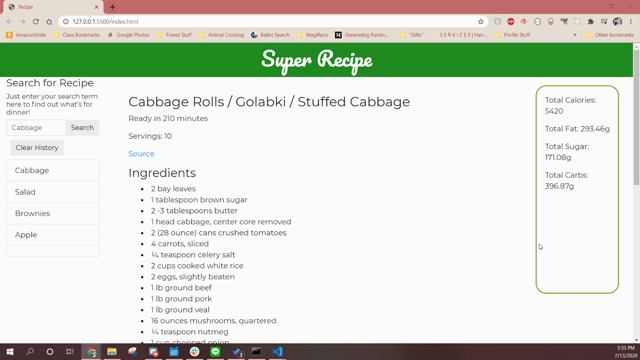 Recipe
127.0.0.1:5500/index.html
AmazonSmile
Class Bookmarks
Google Photos
Friend Stuff
Animal Crossing
Ballot Search
MagiReco
Generating Rando...
"Gifts"
S E R V I C E S | Hair...
Profile Stuff
Other bookmarks
Super Recipe
Search for Recipe
Just enter your search term
here to find out what's for
dinner!
Cabbage
Search
Clear History
Cabbage
Salad
Brownies
Apple
Cabbage Rolls / Golabki / Stuffed Cabbage
Ready in 210 minutes
Servings: 10
Source
Ingredients
2 bay leaves
1 tablespoon brown sugar
2 -3 tablespoons butter
1 head cabbage, center core removed
2 (28 ounce) cans crushed tomatoes
4 carrots, sliced
¼ teaspoon celery salt
2 cups cooked white rice
2 eggs, slightly beaten
1 lb ground beef
1 lb ground pork
1 lb ground veal
16 ounces mushrooms, quartered
¼ teaspoon nutmeg
1 cup chopped onion
Total Calories:
5420
Total Fat: 293.46g
Total Sugar:
171.08g
Total Carbs:
396.87g
5:35 PM
7/13/2020